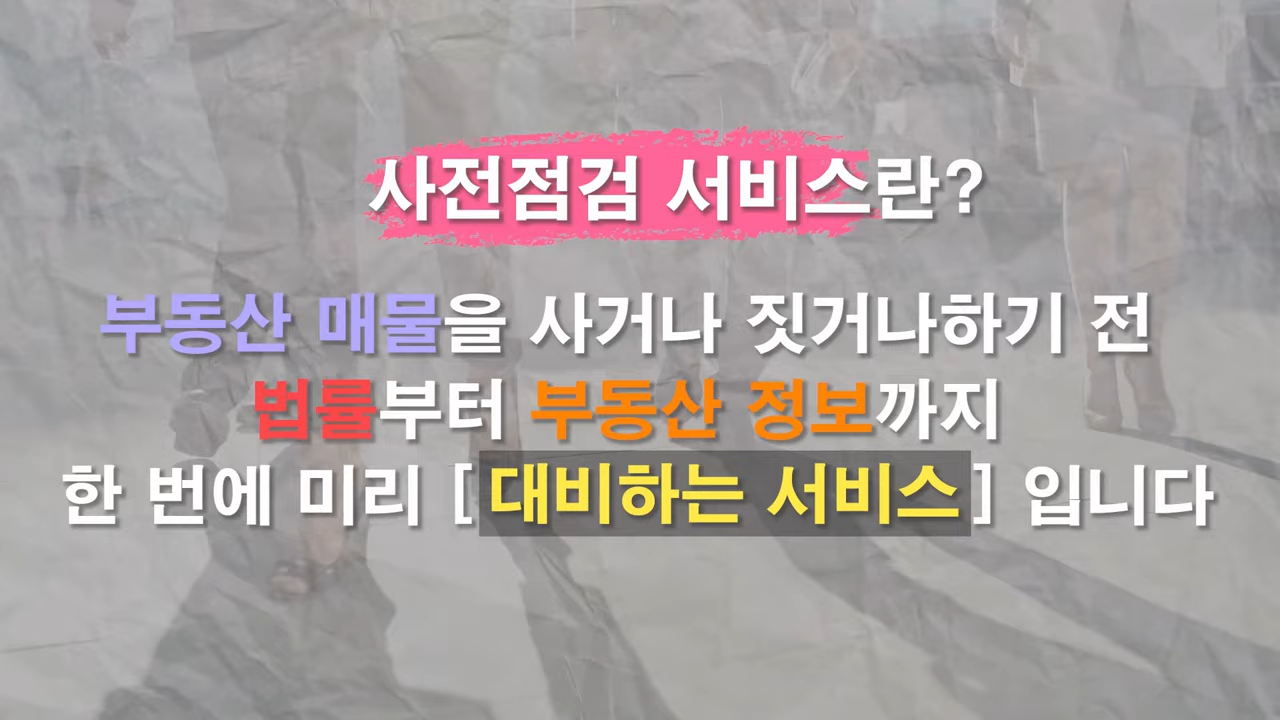 사전점검 서비스란?
부동산 매물을 사거나 짓거나하기 전
법률부터 부동산 정보까지
한 번에 미리 [대비하는 서비스] 입니다